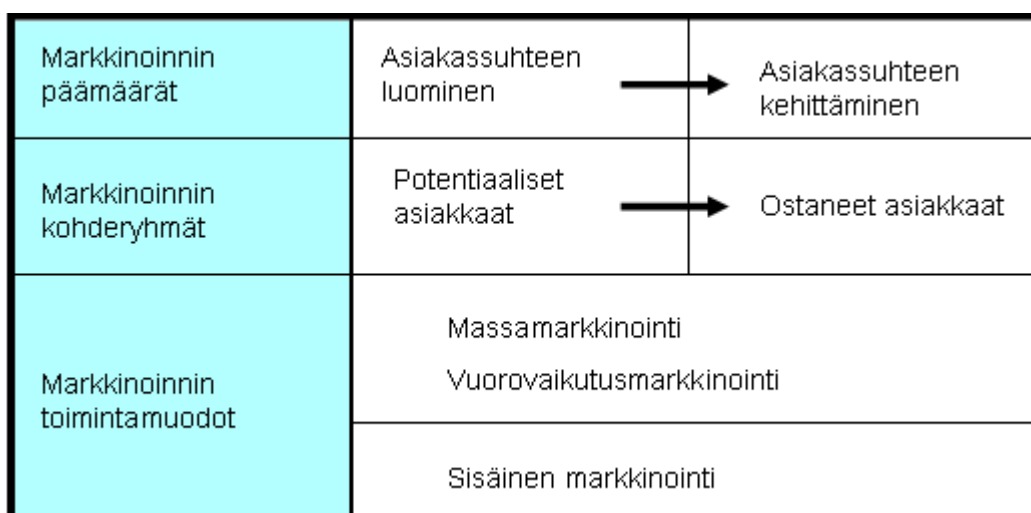 Markkinoinnin
päämäärät
Asiakassuhteen
luominen
Asiakassuhteen
kehittäminen
Markkinoinnin
kohderyhmät
Potentiaaliset
asiakkaat
Ostaneet asiakkaat
Markkinoinnin
toimintamuodot
Massamarkkinointi
Vuorovaikutusmarkkinointi
Sisäinen markkinointi